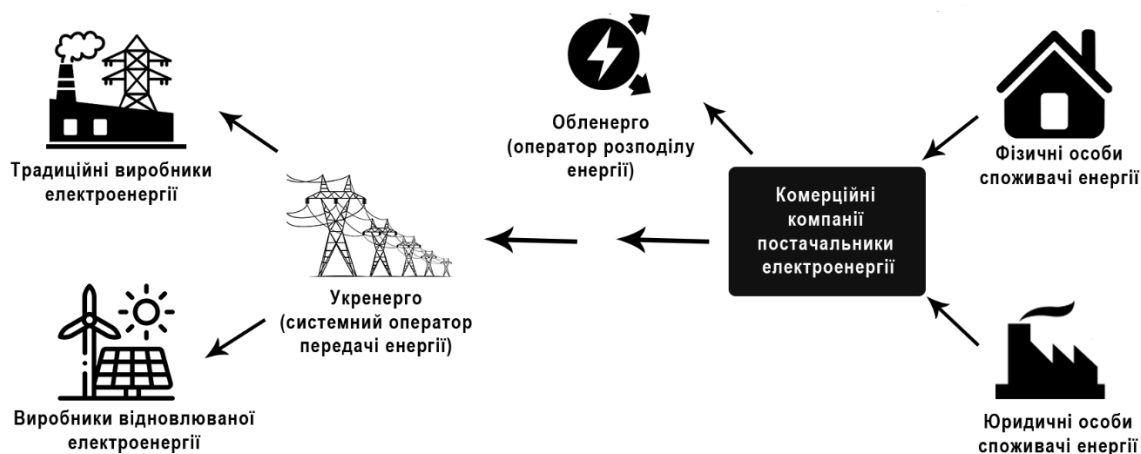 Традиційні виробники
електроенергії
Виробники відновлюваної
електроенергії
Укренерго
(системний оператор
передачі енергії)
Обленерго
(оператор розподілу
енергії)
Комерційні
компанії
постачальники
електроенергії
Фізичні особи
споживачі енергії
Юридичні особи
споживачі енергії